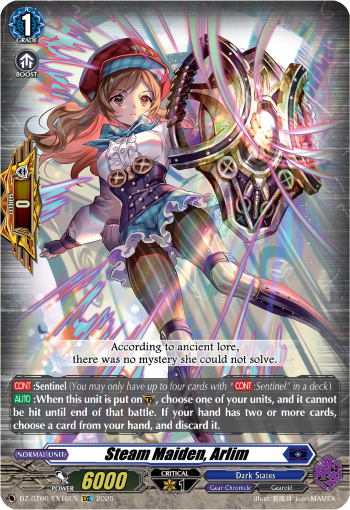 1
GRADE
BOOST
0
According to ancient lore,
there was no mystery she could not solve.
CONT :Sentinel (You may only have up to four cards with "CONT :Sentinel" in a deck)
AUTO :When this unit is put on , choose one of your units, and it cannot
be hit until end of that battle. If your hand has two or more cards,
choose a card from your hand, and discard it.
NORMAL UNIT
Steam Maiden, Arlim
POWER 6000
CRITICAL
1
Dark States
Gear Chronicle
Gearoid
2025